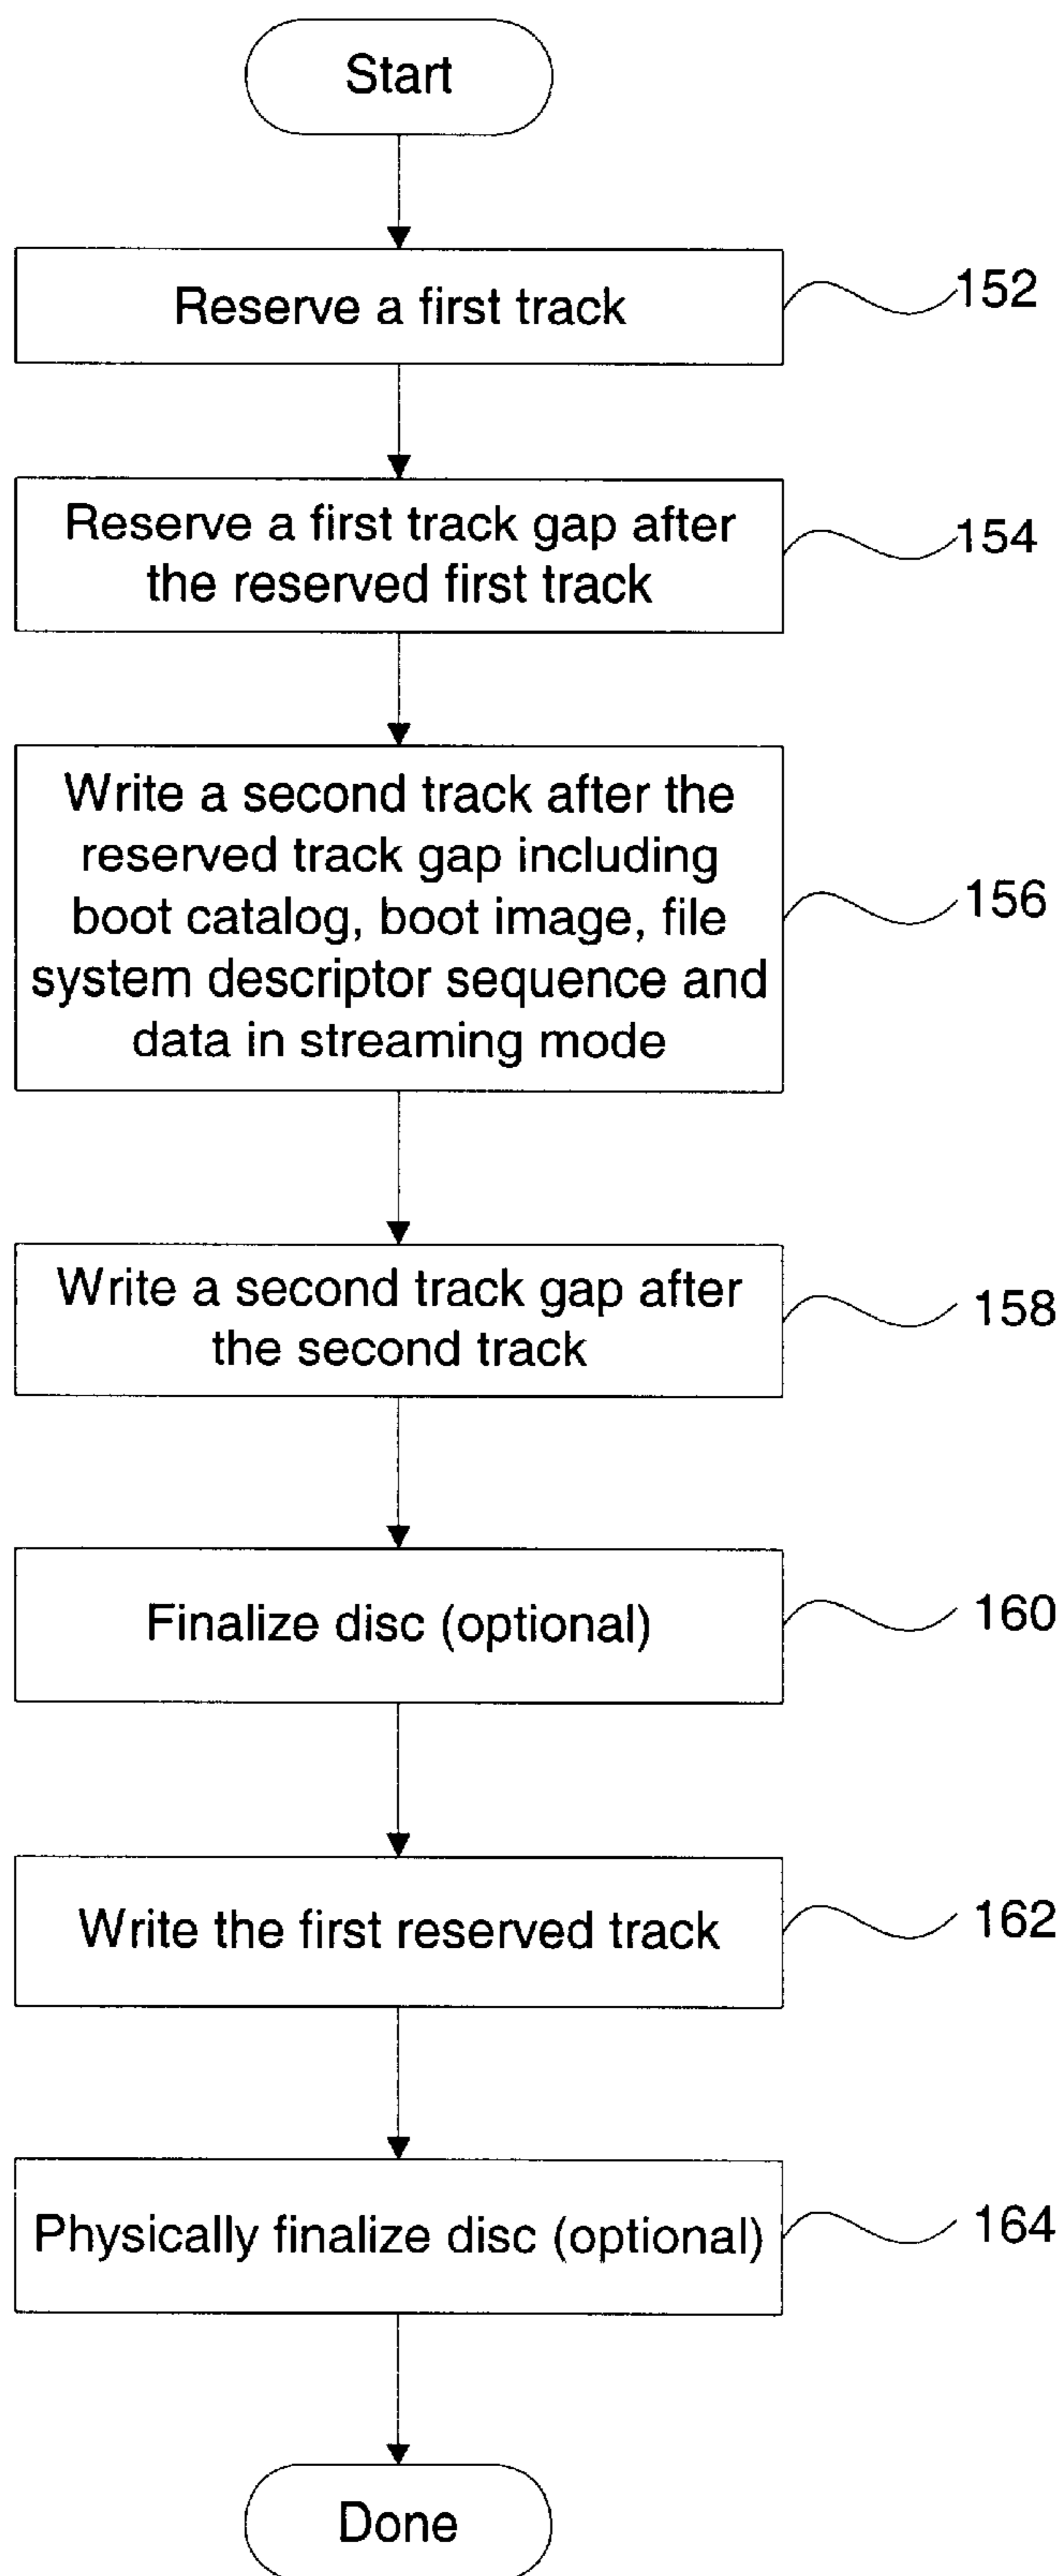 Start
Reserve a first track
152
Reserve a first track gap after
the reserved first track
154
Write a second track after the
reserved track gap including
boot catalog, boot image, file
system descriptor sequence and
data in streaming mode
156
Write a second track gap after
the second track
158
Finalize disc (optional)
160
Write the first reserved track
162
Physically finalize disc (optional)
164
Done